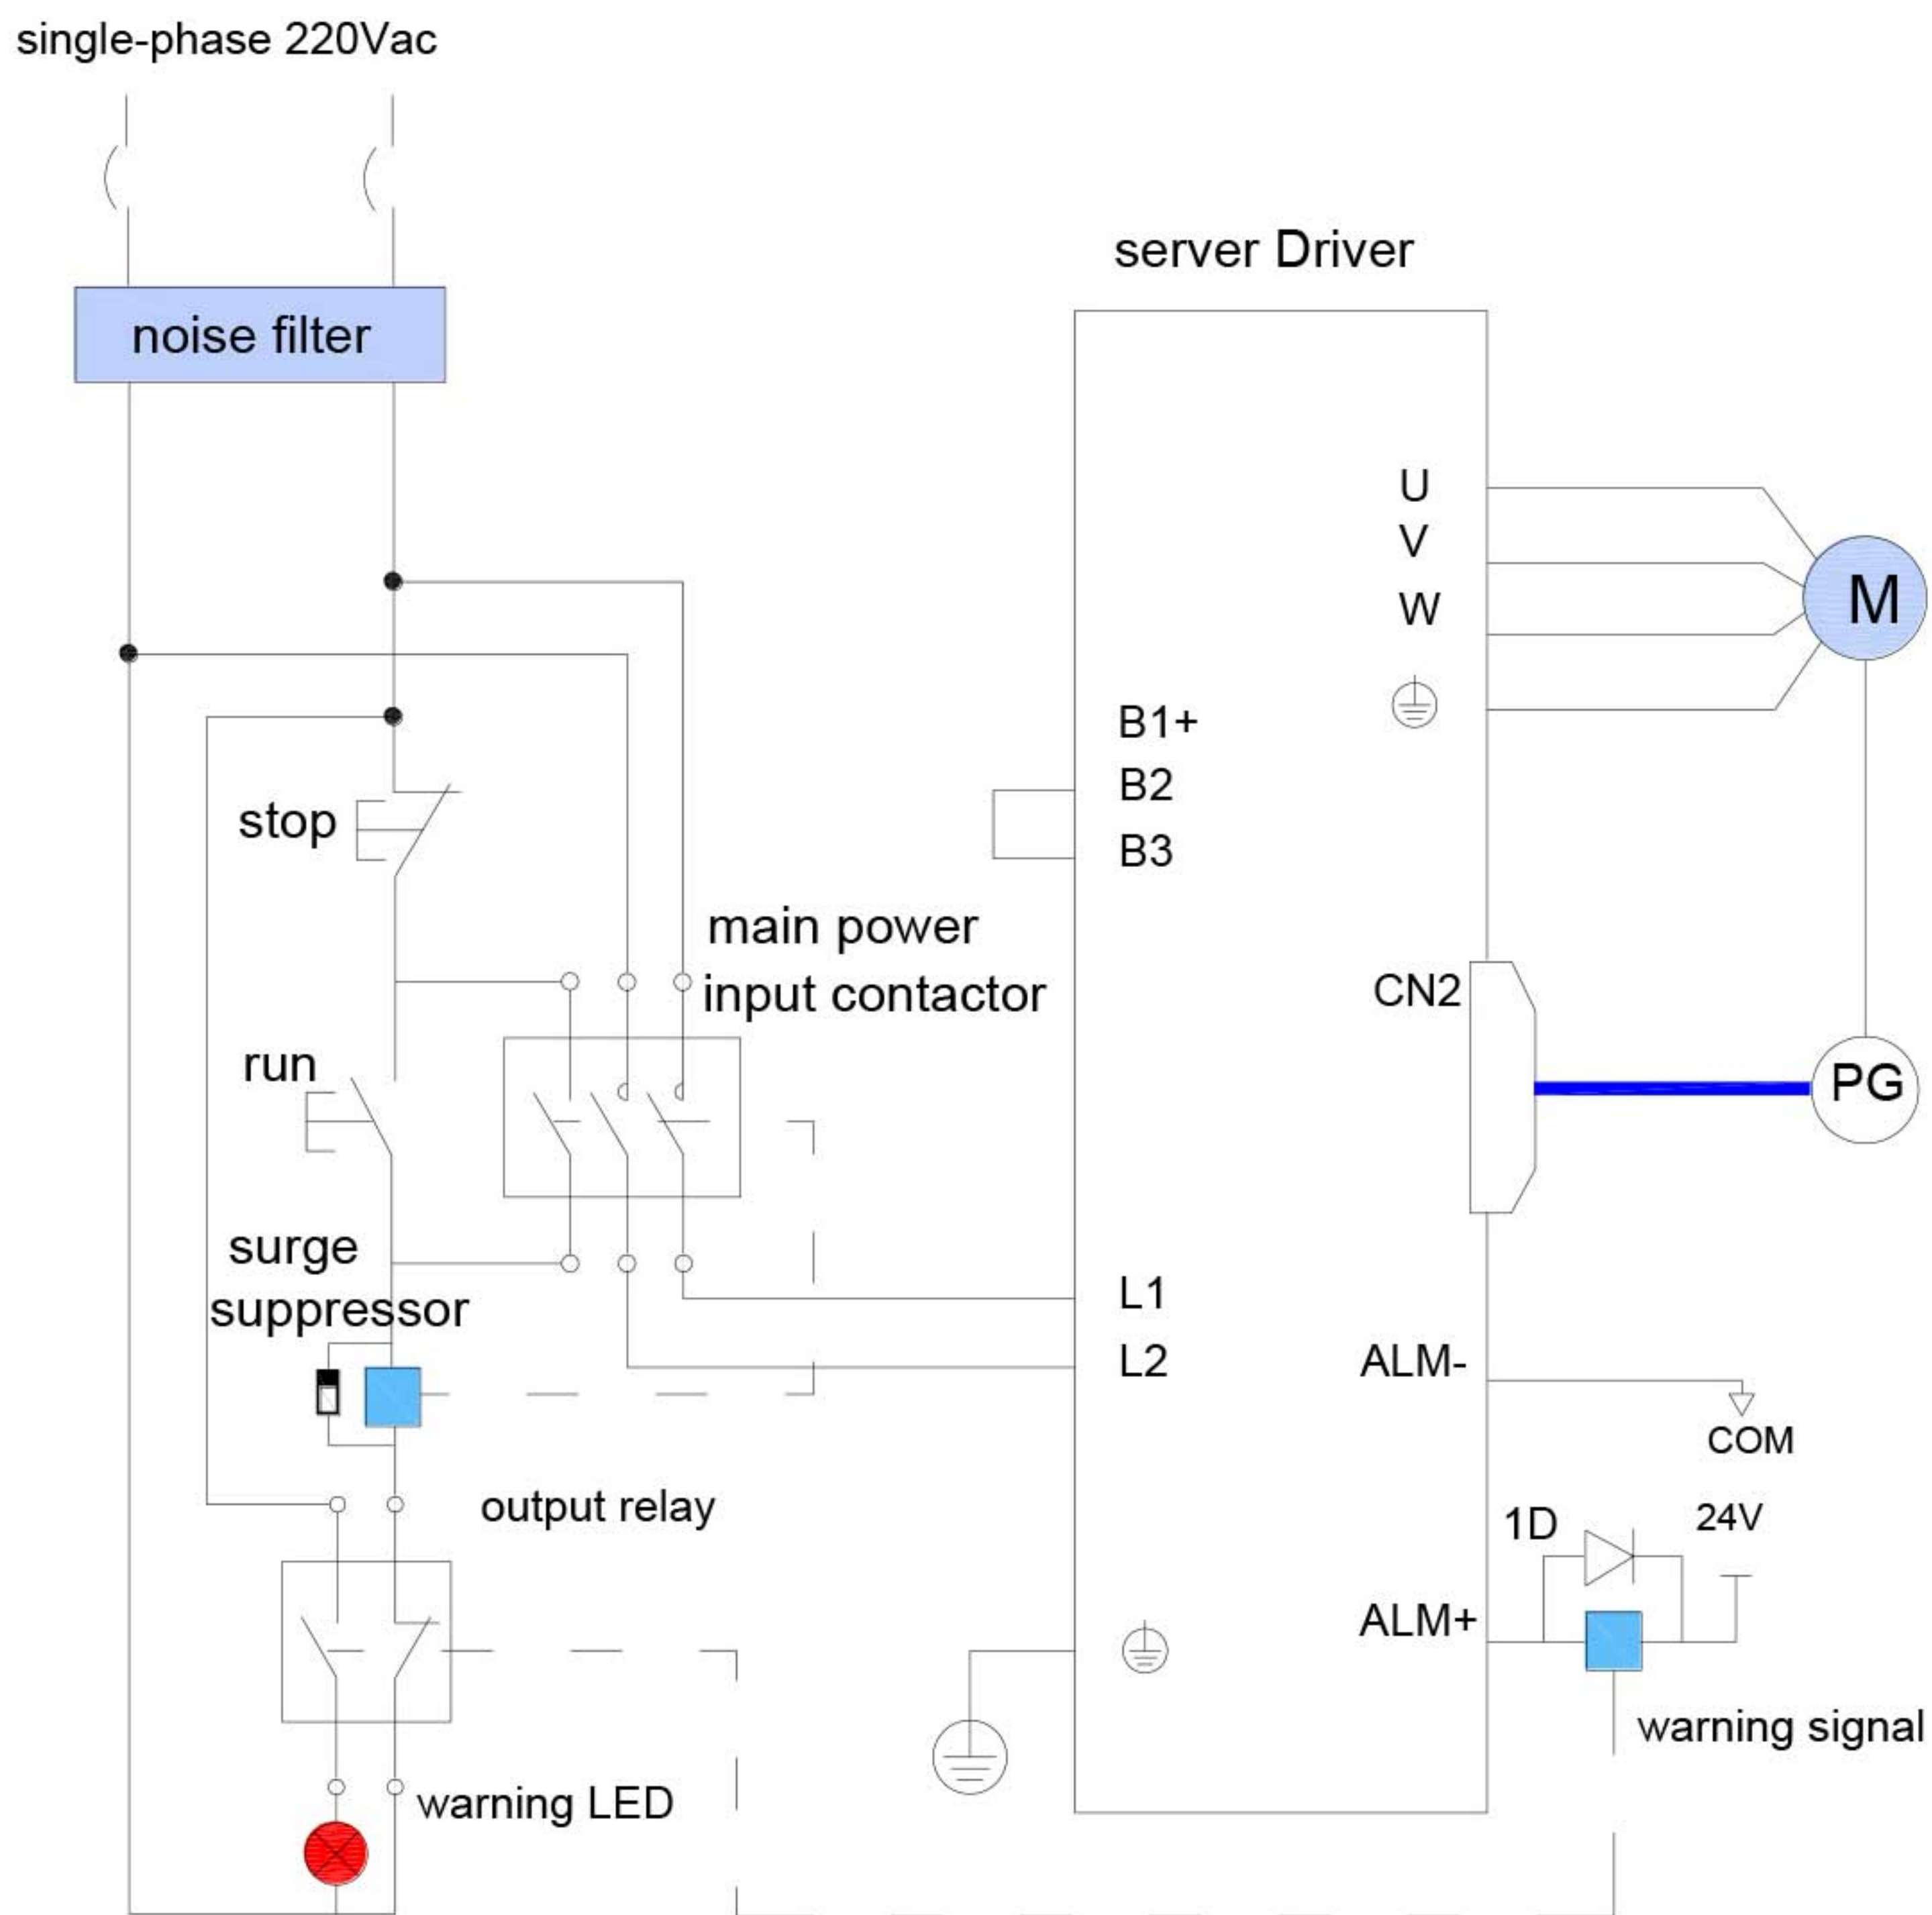 single-phase 220Vac
noise filter
server Driver
U
V
W
M
B1+
B2
B3
stop
main power
input contactor
CN2
run
PG
surge
suppressor
L1
L2
ALM-
COM
output relay
1D
24V
ALM+
warning signal
warning LED